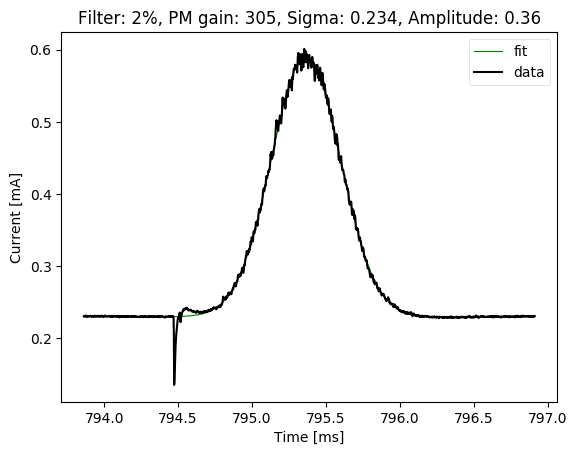 Filter: 2%, PM gain: 305, Sigma: 0.234, Amplitude: 0.36
fit
data
0.6
0.5
0.4
0.3
0.2
Current [mA]
794.0 794.5 795.0 795.5 796.0 796.5 797.0
Time [ms]